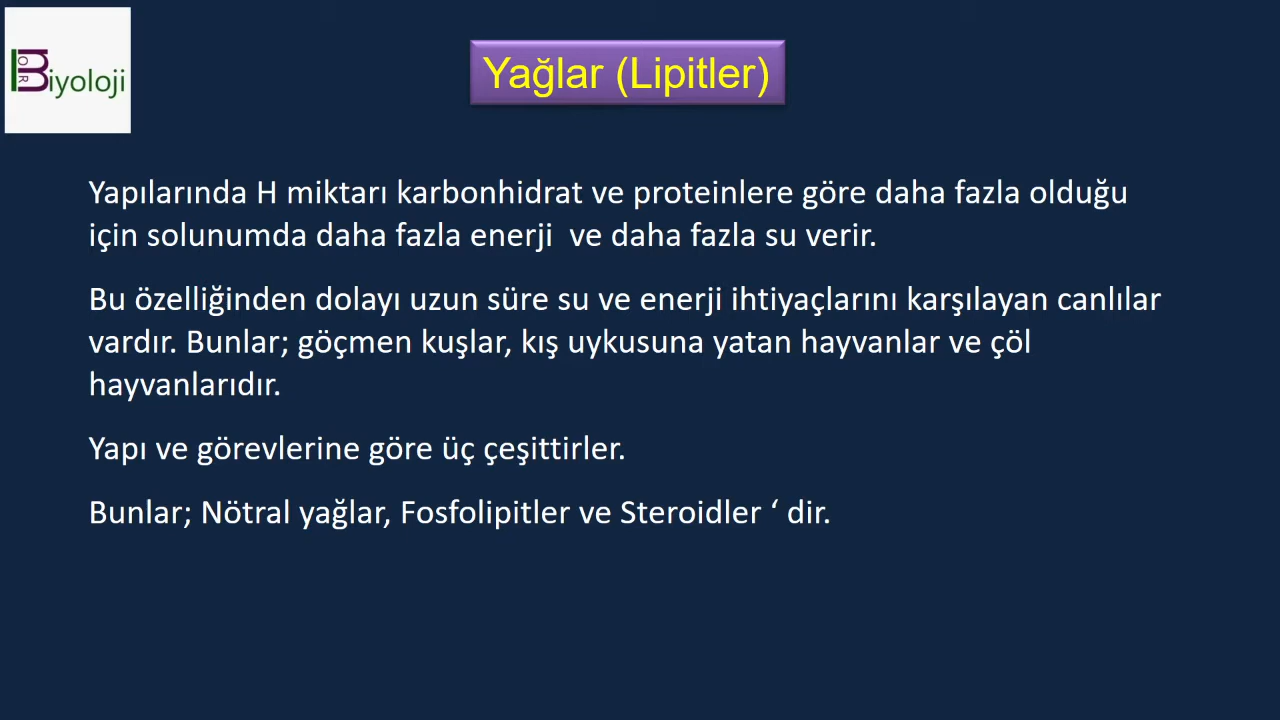 HOR
Biyoloji
Yağlar (Lipitler)
Yapılarında H miktarı karbonhidrat ve proteinlere göre daha fazla olduğu
için solunumda daha fazla enerji  ve daha fazla su verir.
Bu özelliğinden dolayı uzun süre su ve enerji ihtiyaçlarını karşılayan canlılar
vardır. Bunlar; göçmen kuşlar, kış uykusuna yatan hayvanlar ve çöl
hayvanlarıdır.
Yapı ve görevlerine göre üç çeşittirler.
Bunlar; Nötral yağlar, Fosfolipitler ve Steroidler ‘ dir.